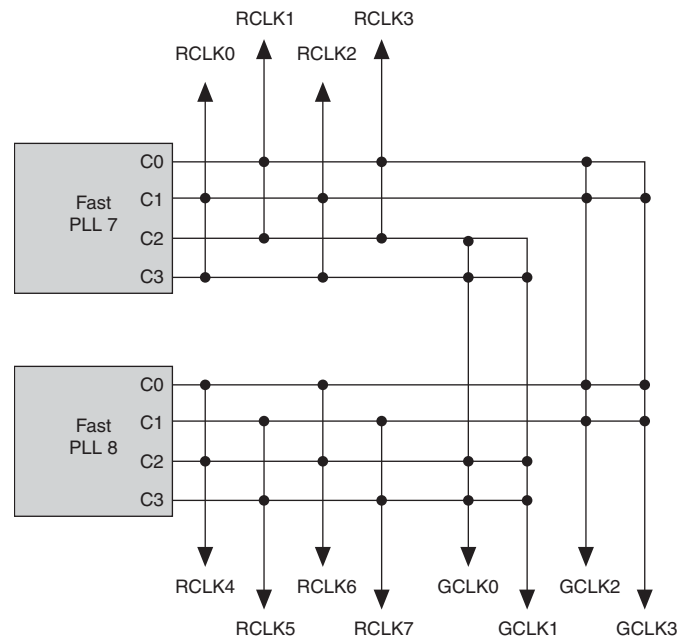 RCLK1
RCLK3
RCLK0
RCLK2
C0
Fast
PLL 7
C1
C2
C3
C0
Fast
PLL 8
C1
C2
C3
RCLK4
RCLK6
GCLK0
GCLK2
RCLK5
RCLK7
GCLK1
GCLK3